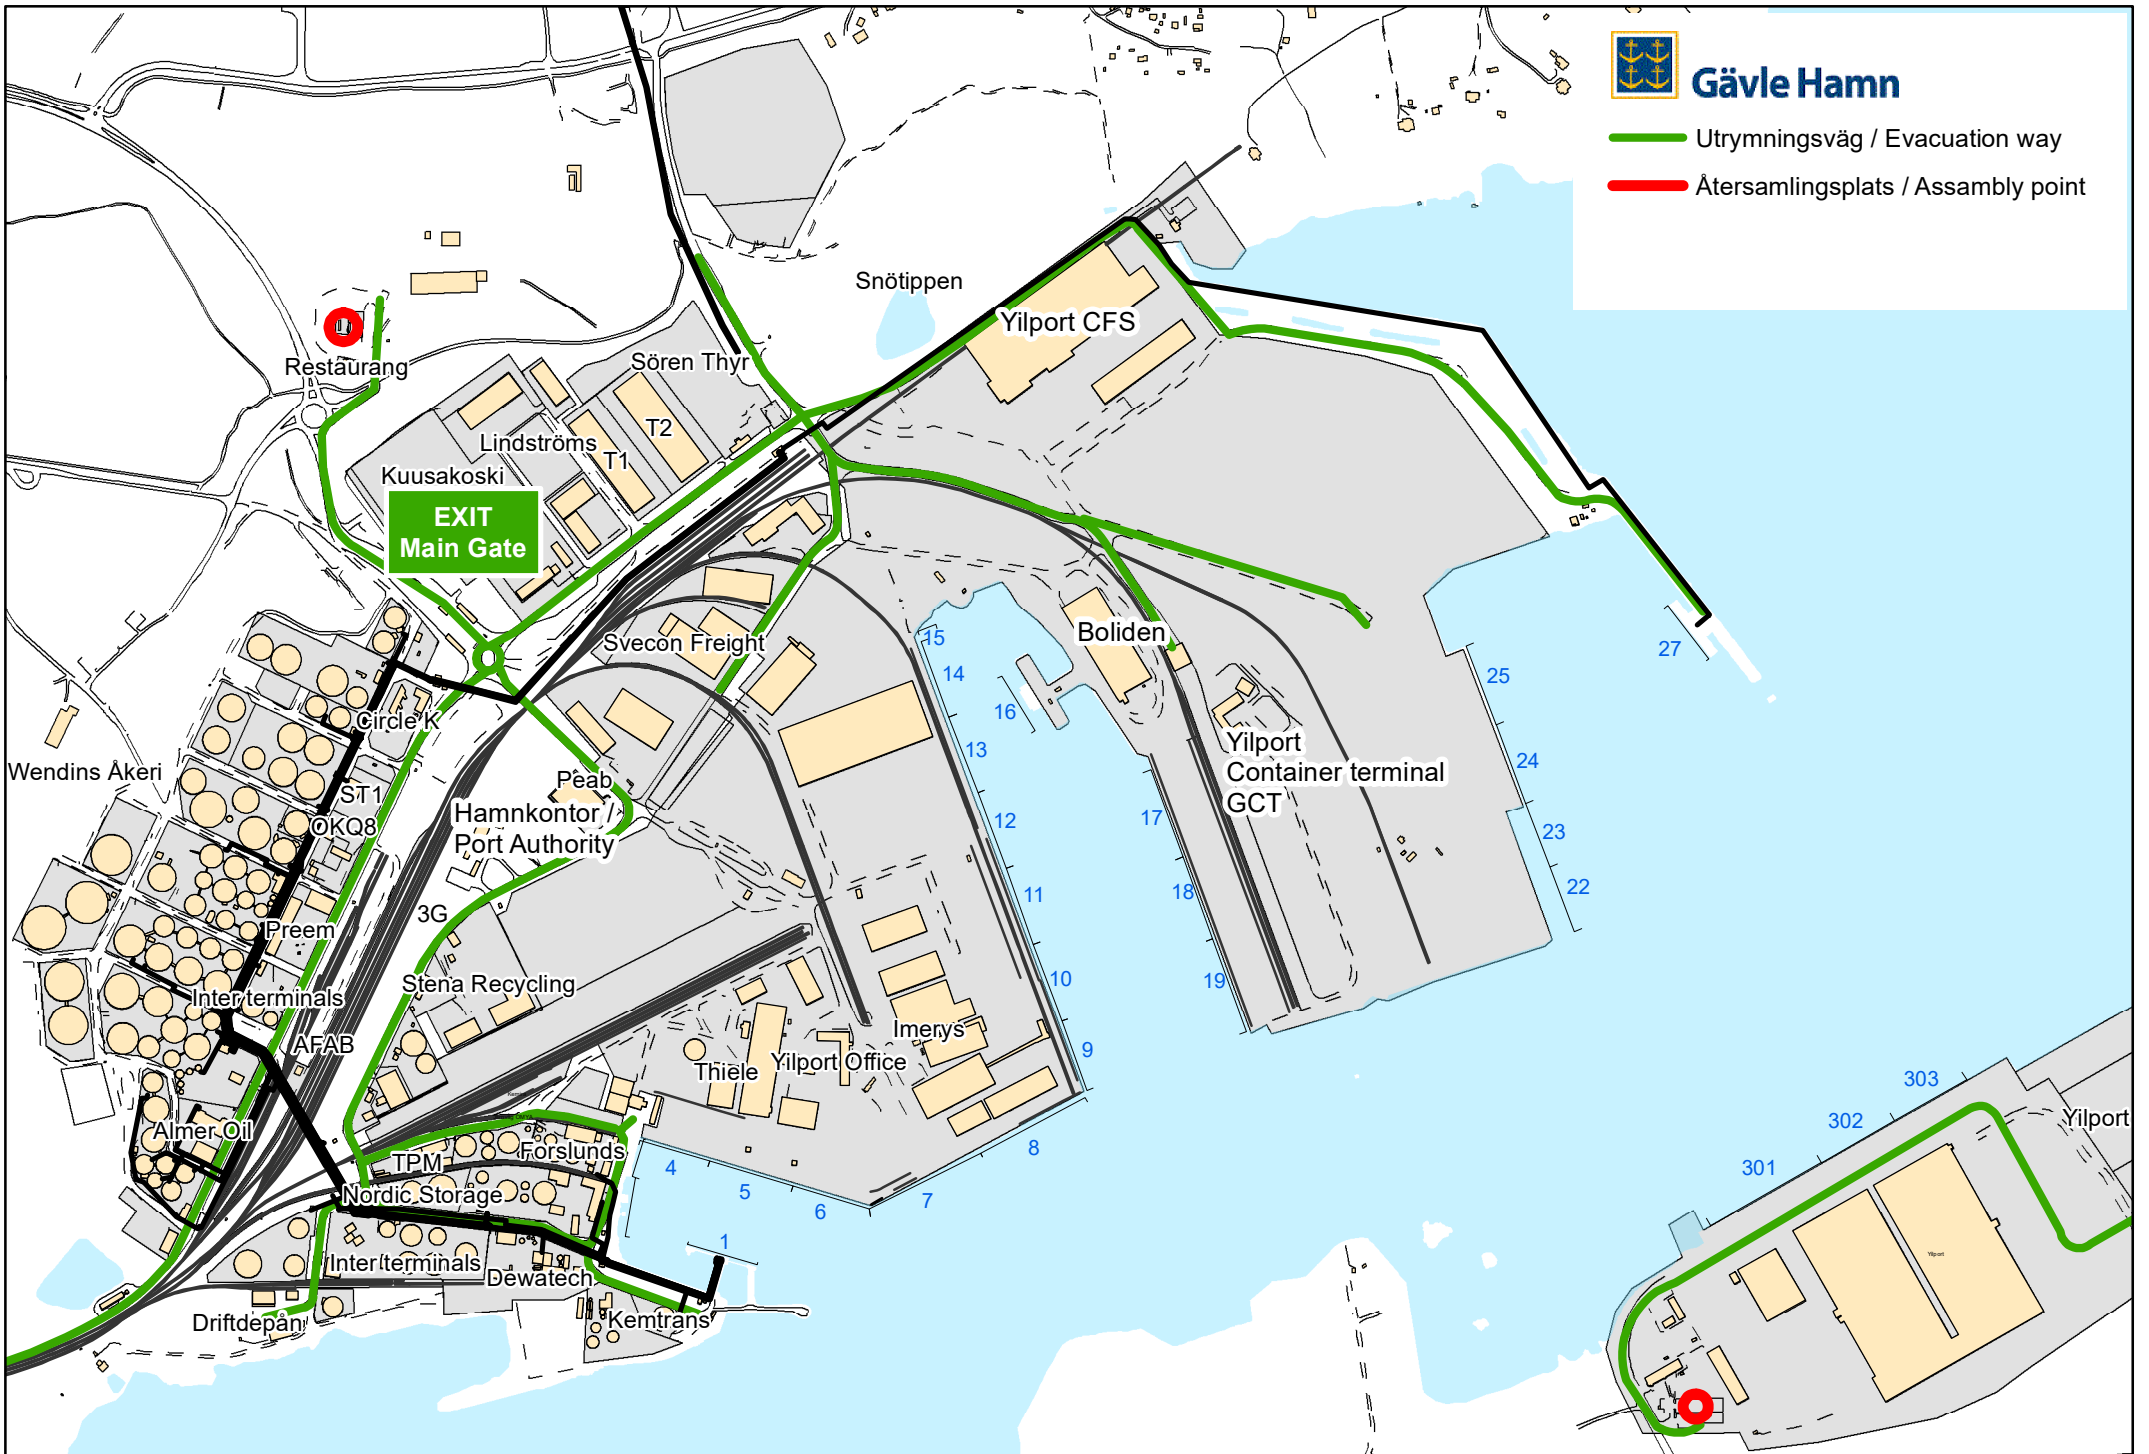 Gävle Hamn
Utrymningsväg / Evacuation way
Återsamlingsplats / Assambly point
Snötippen
Yilport CFS
Restaurang
Sören Thyr
T2
Lindströms
T1
Kuusakoski
EXIT
Main Gate
Svecon Freight
Boliden
15
14
16
13
12
11
10
9
27
25
24
23
22
17
18
19
Circle K
Yilport
Container terminal
GCT
Wendins Åkeri
ST1
OKQ8
Peab
Hamnkontor /
Port Authority
3G
Preem
Stena Recycling
Inter terminals
AFAB
Imerys
Thiele
Yilport Office
Almer Oil
TPM
Forslunds
Nordic Storage
4
5
6
7
8
1
Inter terminals
Dewatech
Driftdepån
Kemtrans
303
302
301
Yilport
Yilport